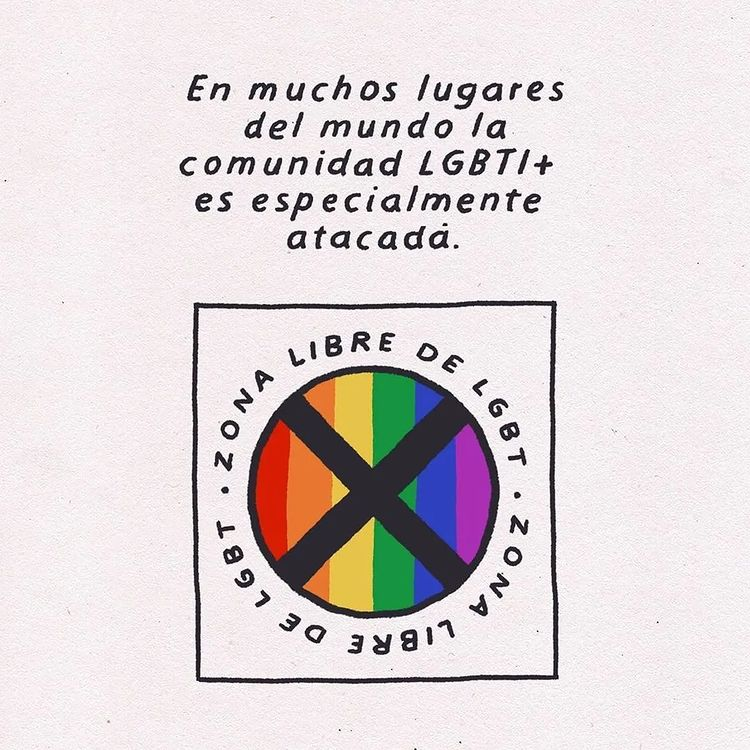 En muchos lugares
del mundo la
comunidad LGBTI+
es especialmente
atacada.
ZONA LIBRE DE LGBT · ZONA LIBRE DE LGBT ·